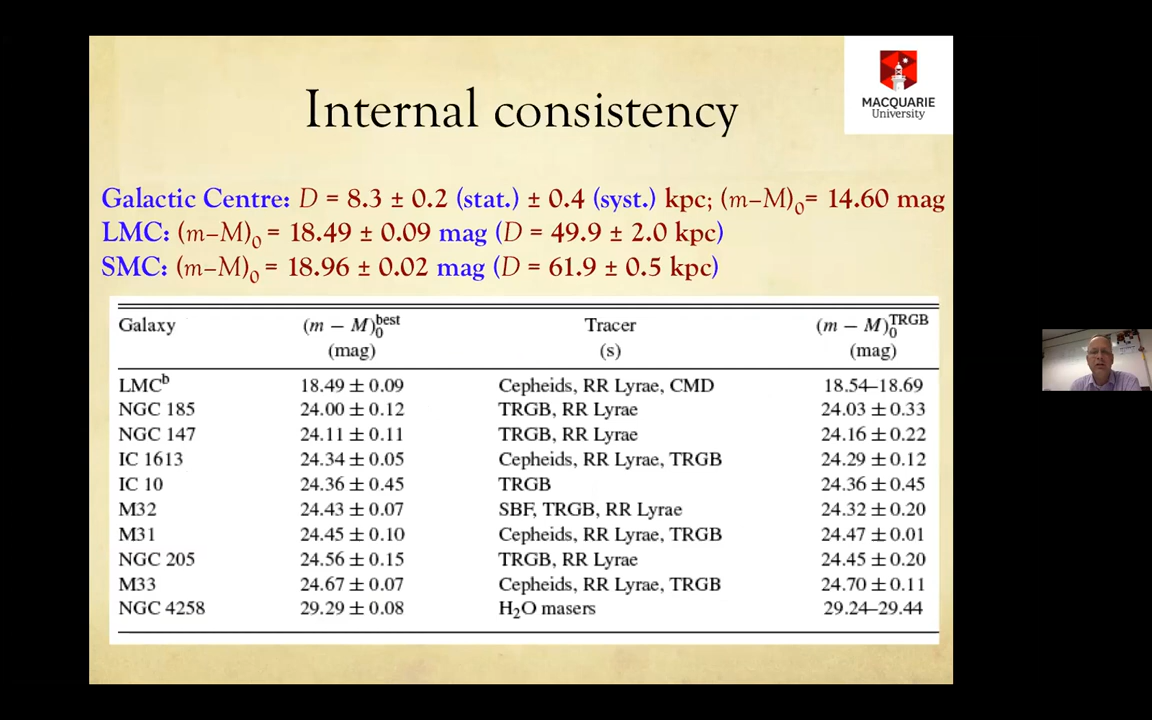 Internal consistency
MACQUARIE
University
Galactic Centre: D = 8.3 ± 0.2 (stat.) ± 0.4 (syst.) kpc; (m−M)₀= 14.60 mag
LMC: (m−M)₀ = 18.49 ± 0.09 mag (D = 49.9 ± 2.0 kpc)
SMC: (m−M)₀ = 18.96 ± 0.02 mag (D = 61.9 ± 0.5 kpc)
Galaxy (m − M)₀^best Tracer (m − M)₀^TRGB
(mag) (s) (mag)
LMCᵇ 18.49 ± 0.09 Cepheids, RR Lyrae, CMD 18.54–18.69
NGC 185 24.00 ± 0.12 TRGB, RR Lyrae 24.03 ± 0.33
NGC 147 24.11 ± 0.11 TRGB, RR Lyrae 24.16 ± 0.22
IC 1613 24.34 ± 0.05 Cepheids, RR Lyrae, TRGB 24.29 ± 0.12
IC 10 24.36 ± 0.45 TRGB 24.36 ± 0.45
M32 24.43 ± 0.07 SBF, TRGB, RR Lyrae 24.32 ± 0.20
M31 24.45 ± 0.10 Cepheids, RR Lyrae, TRGB 24.47 ± 0.01
NGC 205 24.56 ± 0.15 TRGB, RR Lyrae 24.45 ± 0.20
M33 24.67 ± 0.07 Cepheids, RR Lyrae, TRGB 24.70 ± 0.11
NGC 4258 29.29 ± 0.08 H₂O masers 29.24–29.44